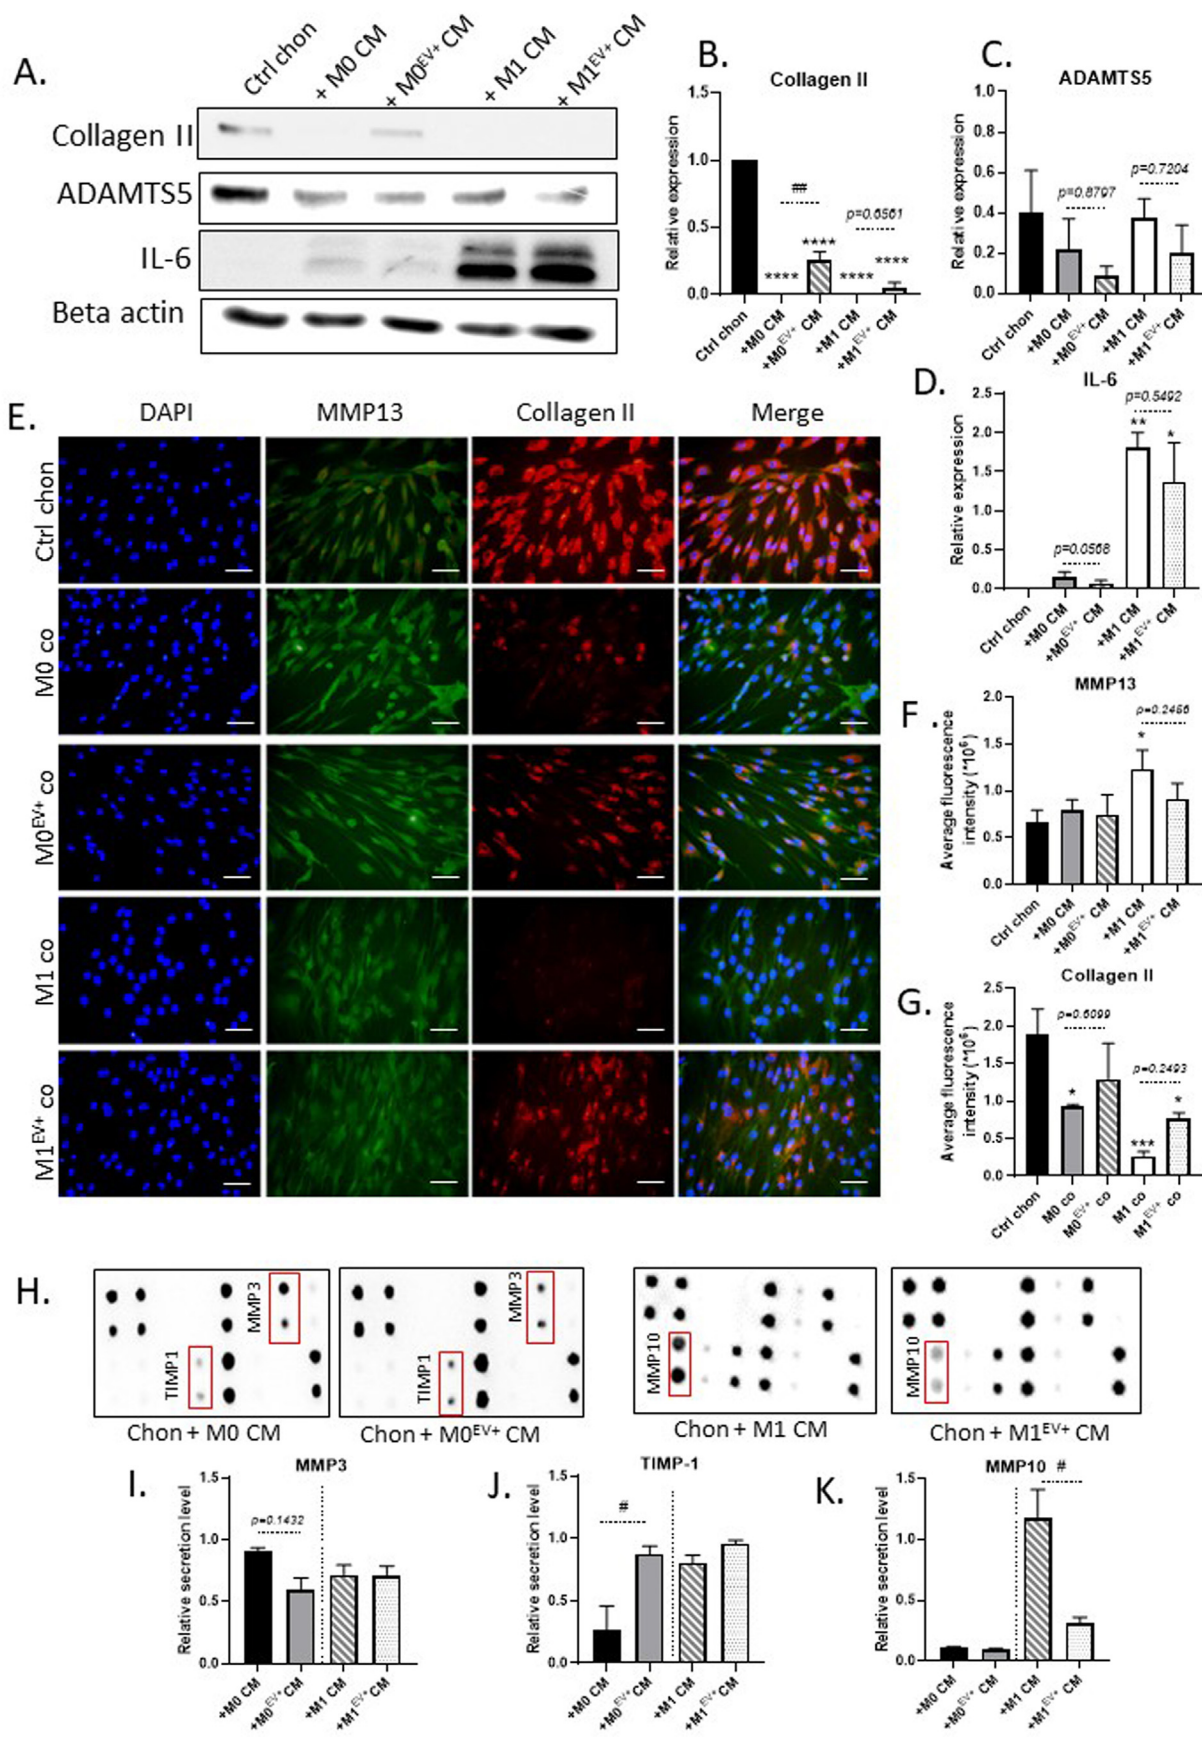 A.
Ctrl chon
+ M0 CM
+ M0EV+ CM
+ M1 CM
+ M1EV+ CM
Collagen II
ADAMTS5
IL-6
Beta actin
B.
Collagen II
Relative expression
1.5
1.0
0.5
0.0
##
p=0.6561
****
****
****
****
Ctrl chon
+M0 CM
+M0EV+ CM
+M1 CM
+M1EV+ CM
C.
ADAMTS5
Relative expression
1.0
0.8
0.6
0.4
0.2
0.0
p=0.8797
p=0.7204
Ctrl chon
+M0 CM
+M0EV+ CM
+M1 CM
+M1EV+ CM
D.
IL-6
Relative expression
2.5
2.0
1.5
1.0
0.5
0.0
p=0.0568
p=0.5492
**
*
Ctrl chon
+M0 CM
+M0EV+ CM
+M1 CM
+M1EV+ CM
E.
DAPI
MMP13
Collagen II
Merge
Ctrl chon
M0 co
M0EV+ co
M1 co
M1EV+ co
F.
MMP13
Average fluorescence
intensity (*10⁶)
2.0
1.5
1.0
0.5
0.0
p=0.2456
*
Ctrl chon
+M0 CM
+M0EV+ CM
+M1 CM
+M1EV+ CM
G.
Collagen II
Average fluorescence
intensity (*10⁶)
2.5
2.0
1.5
1.0
0.5
0.0
p=0.6099
p=0.2493
*
***
*
Ctrl chon
M0 co
M0EV+ co
M1 co
M1EV+ co
H.
TIMP1
MMP3
Chon + M0 CM
TIMP1
MMP3
Chon + M0EV+ CM
MMP10
Chon + M1 CM
MMP10
Chon + M1EV+ CM
I.
MMP3
Relative secretion level
1.5
1.0
0.5
0.0
p=0.1432
+M0 CM
+M0EV+ CM
+M1 CM
+M1EV+ CM
J.
TIMP-1
Relative secretion level
1.5
1.0
0.5
0.0
#
+M0 CM
+M0EV+ CM
+M1 CM
+M1EV+ CM
K.
MMP10
Relative secretion level
1.5
1.0
0.5
0.0
#
+M0 CM
+M0EV+ CM
+M1 CM
+M1EV+ CM